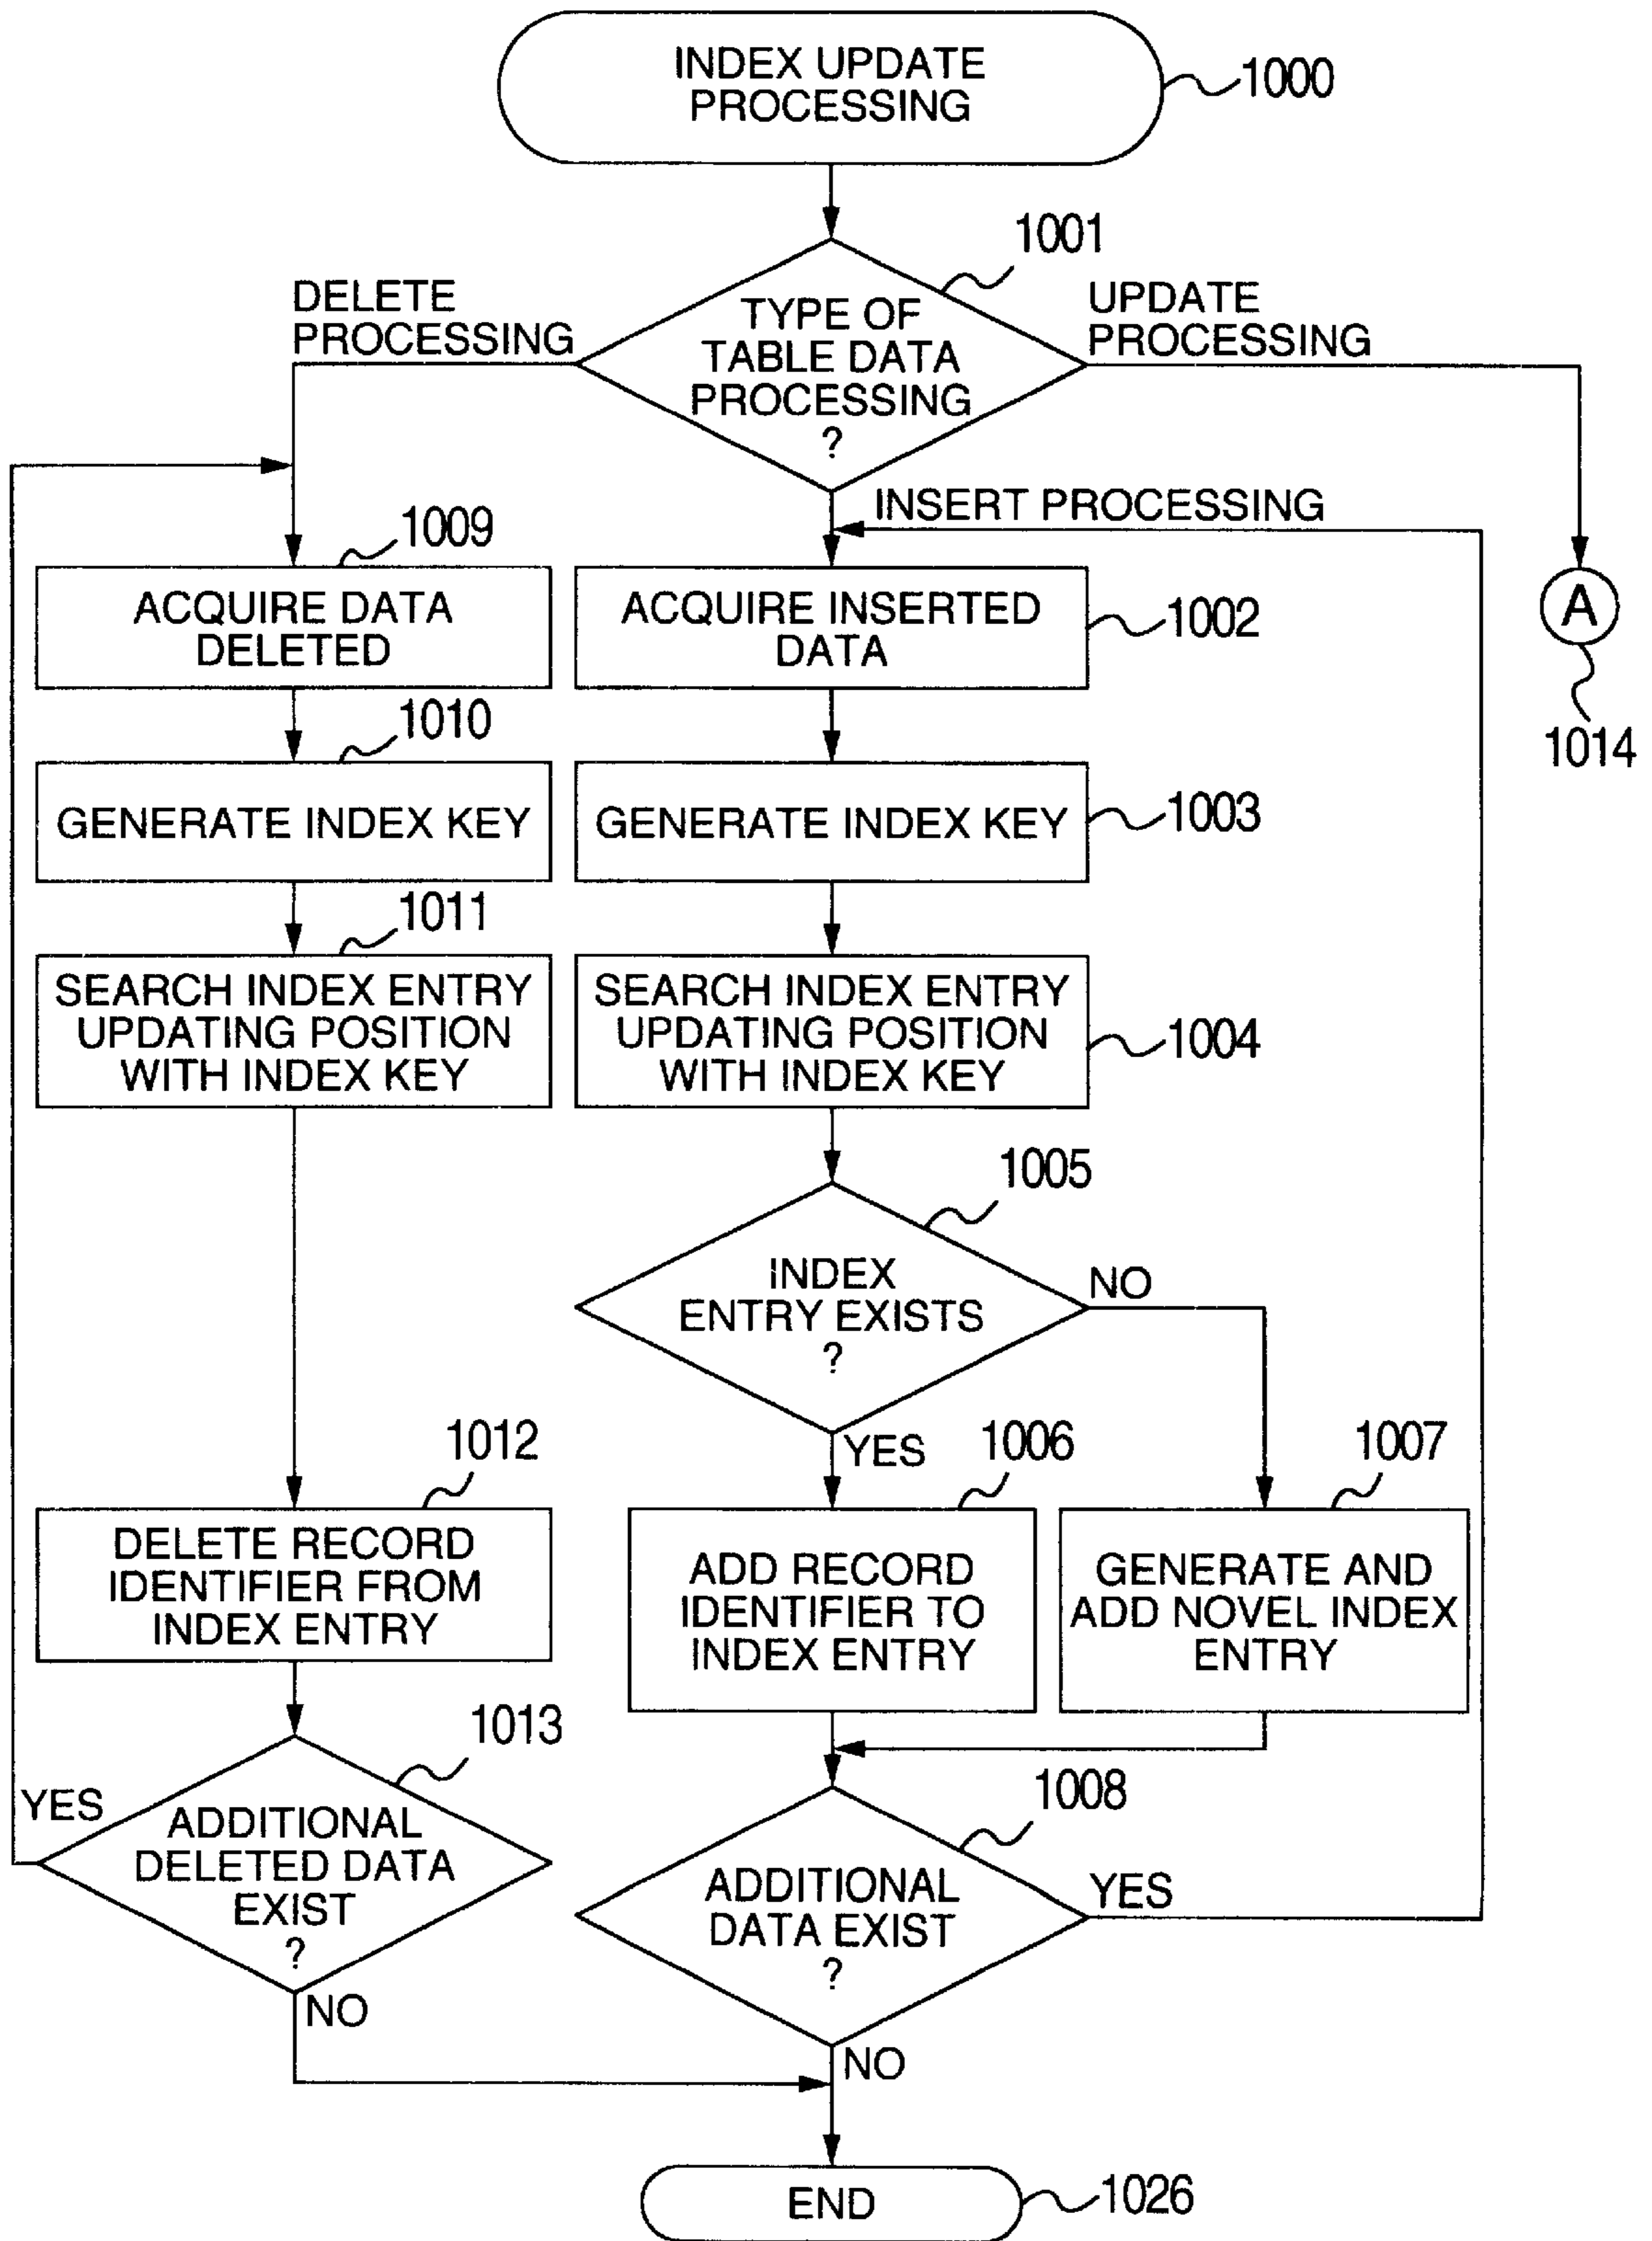 INDEX UPDATE
PROCESSING
1000
1001
DELETE
PROCESSING
TYPE OF
TABLE DATA
PROCESSING
?
UPDATE
PROCESSING
INSERT PROCESSING
1009
ACQUIRE DATA
DELETED
ACQUIRE INSERTED
DATA
1002
A
1014
1010
GENERATE INDEX KEY
GENERATE INDEX KEY
1003
1011
SEARCH INDEX ENTRY
UPDATING POSITION
WITH INDEX KEY
SEARCH INDEX ENTRY
UPDATING POSITION
WITH INDEX KEY
1004
1005
INDEX
ENTRY EXISTS
?
NO
YES
1012
DELETE RECORD
IDENTIFIER FROM
INDEX ENTRY
1006
ADD RECORD
IDENTIFIER TO
INDEX ENTRY
1007
GENERATE AND
ADD NOVEL INDEX
ENTRY
1013
YES
ADDITIONAL
DELETED DATA
EXIST
?
NO
1008
ADDITIONAL
DATA EXIST
?
YES
NO
END
1026